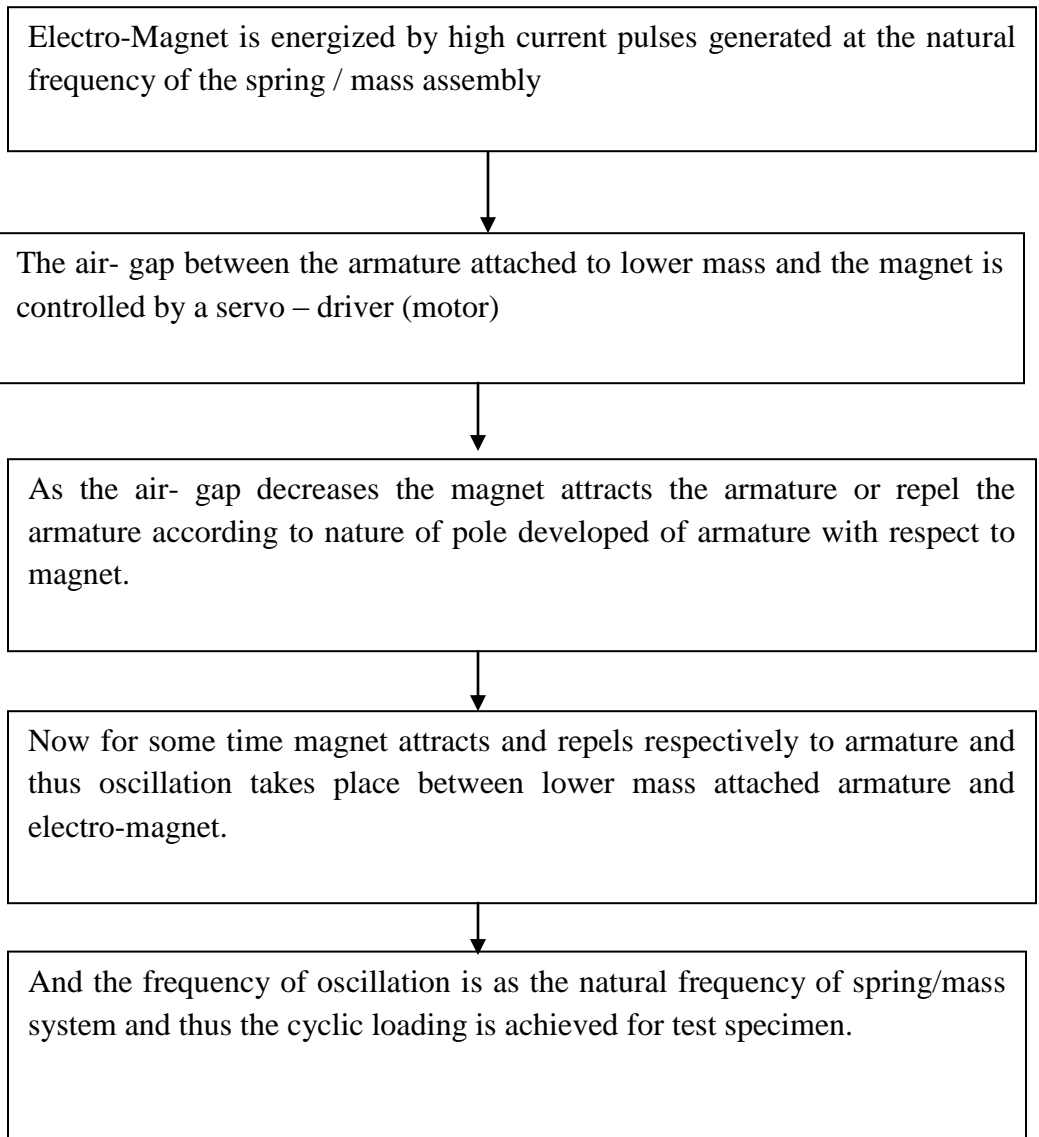 Electro-Magnet is energized by high current pulses generated at the natural
frequency of the spring / mass assembly
The air- gap between the armature attached to lower mass and the magnet is
controlled by a servo – driver (motor)
As the air- gap decreases the magnet attracts the armature or repel the
armature according to nature of pole developed of armature with respect to
magnet.
Now for some time magnet attracts and repels respectively to armature and
thus oscillation takes place between lower mass attached armature and
electro-magnet.
And the frequency of oscillation is as the natural frequency of spring/mass
system and thus the cyclic loading is achieved for test specimen.